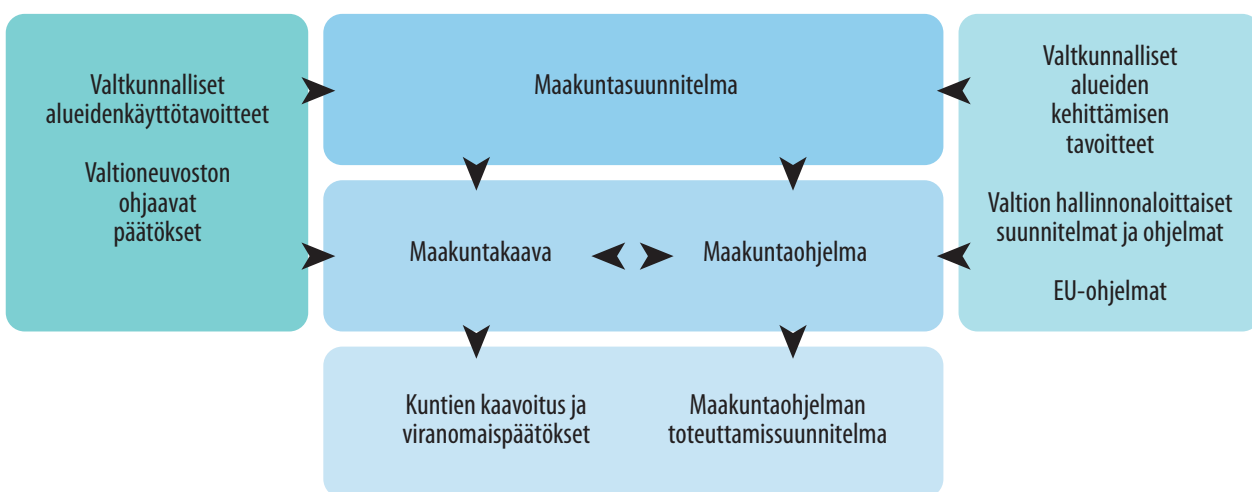 Valtkunnalliset
alueidenkäyttötavoitteet
Valtioneuvoston
ohjaavat
päätökset
Maakuntasuunnitelma
Maakuntakaava
Maakuntaohjelma
Kuntien kaavoitus ja
viranomaispäätökset
Maakuntaohjelman
toteuttamissuunnitelma
Valtkunnalliset
alueiden
kehittämisen
tavoitteet
Valtion hallinnonaloittaiset
suunnitelmat ja ohjelmat
EU-ohjelmat